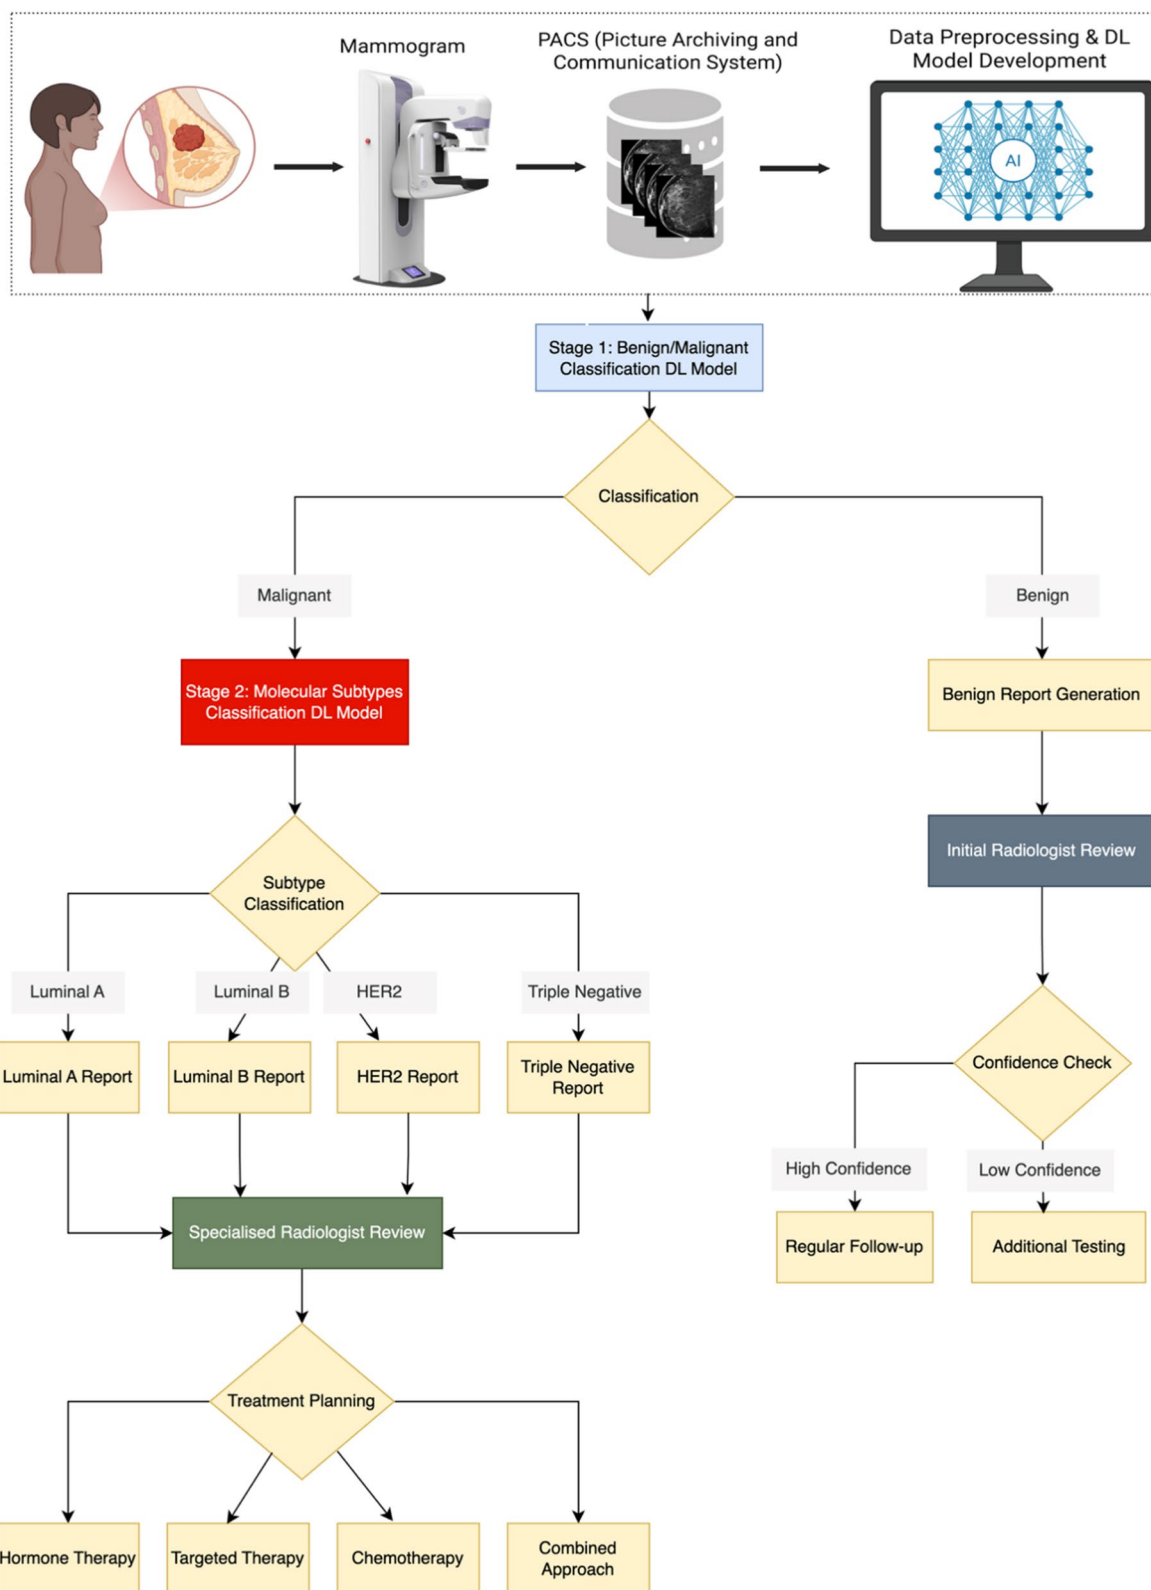 Mammogram
PACS (Picture Archiving and
Communication System)
Data Preprocessing & DL
Model Development
AI
Stage 1: Benign/Malignant
Classification DL Model
Classification
Malignant
Benign
Stage 2: Molecular Subtypes
Classification DL Model
Benign Report Generation
Initial Radiologist Review
Subtype
Classification
Luminal A
Luminal B
HER2
Triple Negative
Luminal A Report
Luminal B Report
HER2 Report
Triple Negative
Report
Confidence Check
High Confidence
Low Confidence
Specialised Radiologist Review
Regular Follow-up
Additional Testing
Treatment Planning
Hormone Therapy
Targeted Therapy
Chemotherapy
Combined
Approach